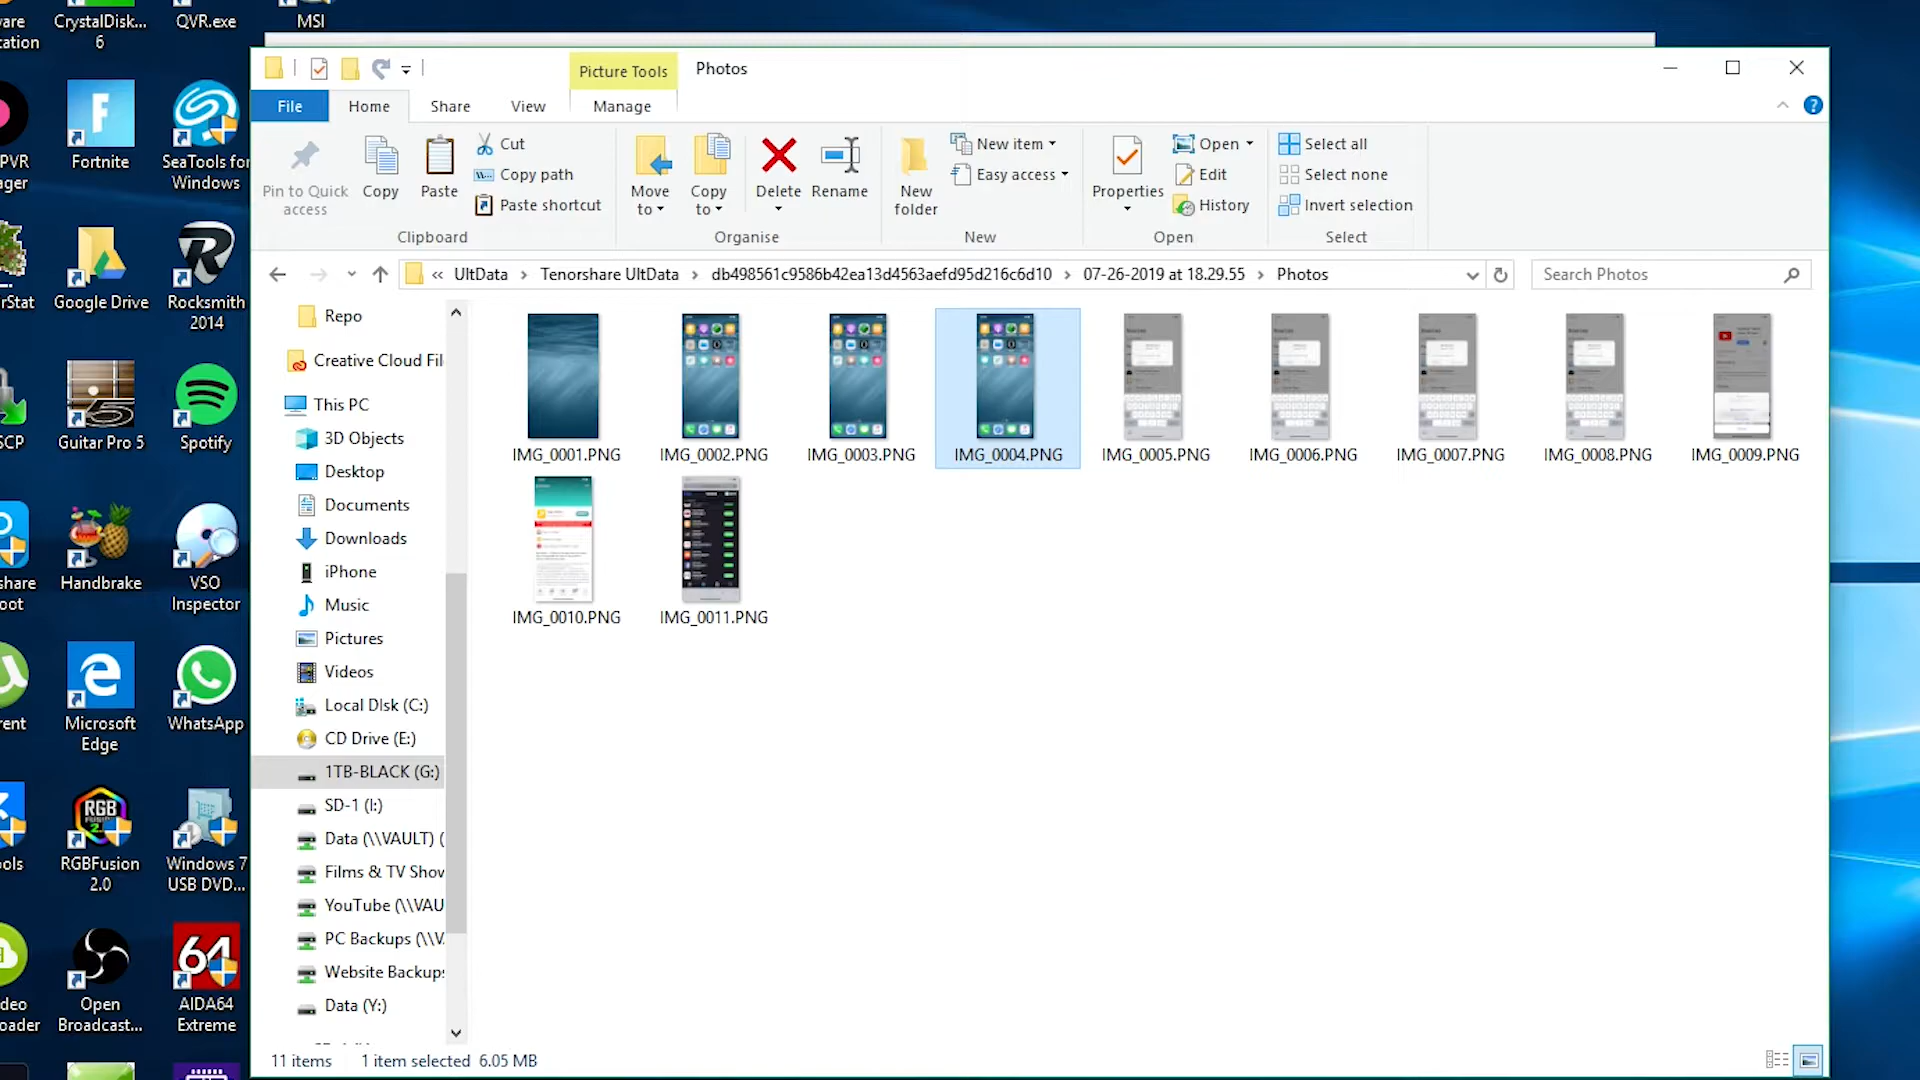 CrystalDisk...
6
QVR.exe
MSI
Fortnite
SeaTools for
Windows
Google Drive
Rocksmith
2014
Guitar Pro 5
Spotify
Handbrake
VSO
Inspector
Microsoft
Edge
WhatsApp
RGB
RGBFusion
2.0
Windows 7
USB DVD...
Open
Broadcast...
64
AIDA64
Extreme
Picture Tools
Photos
File
Home
Share
View
Manage
Pin to Quick
access
Copy
Paste
Cut
Copy path
Paste shortcut
Clipboard
Move
to
Copy
to
Delete
Rename
Organise
New
folder
New item
Easy access
New
Properties
Open
Edit
History
Open
Select all
Select none
Invert selection
Select
« UltData > Tenorshare UltData > db498561c9586b42ea13d4563aefd95d216c6d10 > 07-26-2019 at 18.29.55 > Photos
Search Photos
Repo
Creative Cloud Fil
This PC
3D Objects
Desktop
Documents
Downloads
iPhone
Music
Pictures
Videos
Local DIsk (C:)
CD Drive (E:)
1TB-BLACK (G:)
SD-1 (I:)
Data (\\VAULT) (
Films & TV Show
YouTube (\\VAU
PC Backups (\\V
Website Backups
Data (Y:)
IMG_0001.PNG
IMG_0002.PNG
IMG_0003.PNG
IMG_0004.PNG
IMG_0005.PNG
IMG_0006.PNG
IMG_0007.PNG
IMG_0008.PNG
IMG_0009.PNG
IMG_0010.PNG
IMG_0011.PNG
11 items
1 item selected 6.05 MB